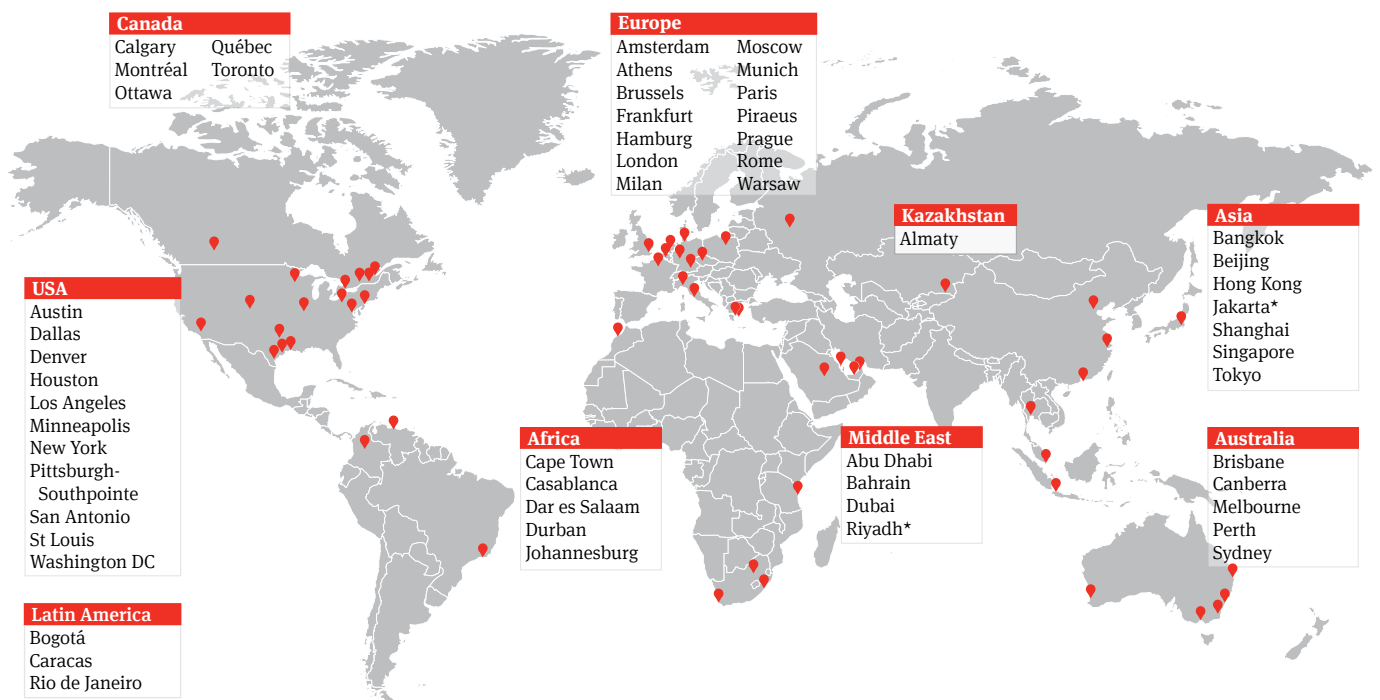 Canada
Calgary
Montréal
Ottawa
Québec
Toronto
Europe
Amsterdam
Athens
Brussels
Frankfurt
Hamburg
London
Milan
Moscow
Munich
Paris
Piraeus
Prague
Rome
Warsaw
Kazakhstan
Almaty
Asia
Bangkok
Beijing
Hong Kong
Jakarta*
Shanghai
Singapore
Tokyo
USA
Austin
Dallas
Denver
Houston
Los Angeles
Minneapolis
New York
Pittsburgh-
Southpointe
San Antonio
St Louis
Washington DC
Africa
Cape Town
Casablanca
Dar es Salaam
Durban
Johannesburg
Middle East
Abu Dhabi
Bahrain
Dubai
Riyadh*
Australia
Brisbane
Canberra
Melbourne
Perth
Sydney
Latin America
Bogotá
Caracas
Rio de Janeiro